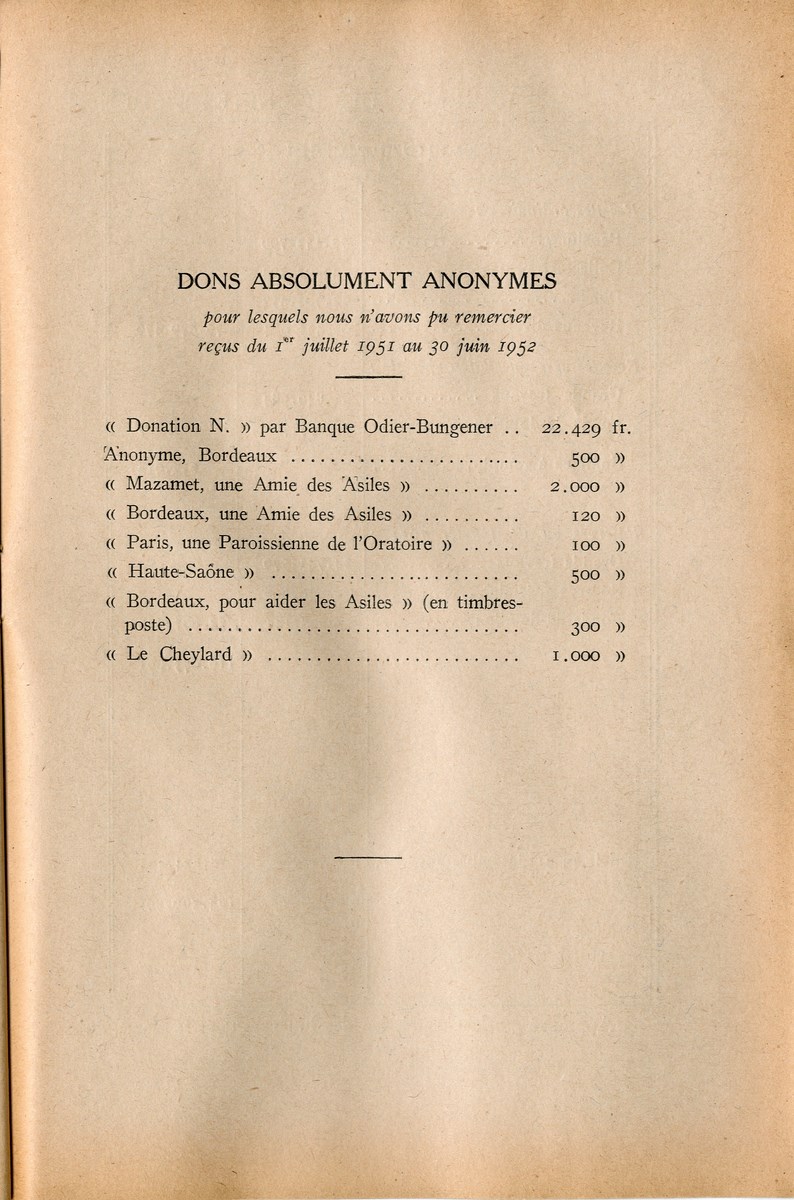 DONS ABSOLUMENT ANONYMES
pour lesquels nous n'avons pu remercier
reçus du 1er juillet 1951 au 30 juin 1952
« Donation N. » par Banque Odier-Bungener .. 22.429 fr.
Anonyme, Bordeaux ........................ 500 »
« Mazamet, une Amie des Asiles » .......... 2.000 »
« Bordeaux, une Amie des Asiles » .......... 120 »
« Paris, une Paroissienne de l'Oratoire » ...... 100 »
« Haute-Saône » .......................... 500 »
« Bordeaux, pour aider les Asiles » (en timbres-
poste) .................................. 300 »
« Le Cheylard » .......................... 1.000 »